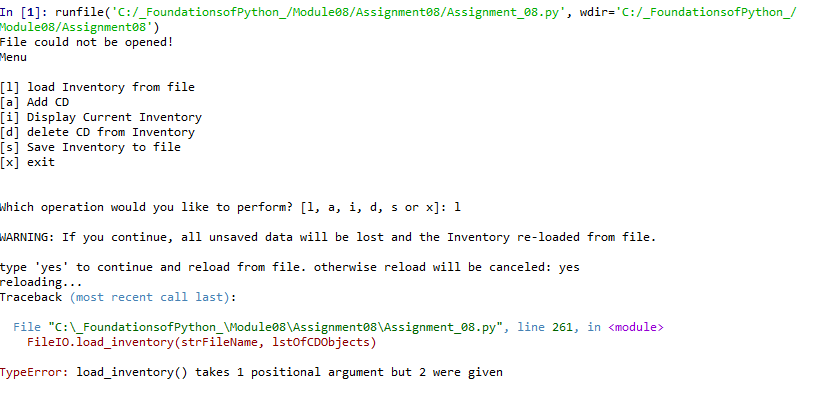 In [1]: runfile('C:/_FoundationsofPython_/Module08/Assignment08/Assignment_08.py', wdir='C:/_FoundationsofPython_/
Module08/Assignment08')
File could not be opened!
Menu
[l] load Inventory from file
[a] Add CD
[i] Display Current Inventory
[d] delete CD from Inventory
[s] Save Inventory to file
[x] exit
Which operation would you like to perform? [l, a, i, d, s or x]: l
WARNING: If you continue, all unsaved data will be lost and the Inventory re-loaded from file.
type 'yes' to continue and reload from file. otherwise reload will be canceled: yes
reloading...
Traceback (most recent call last):
File "C:\_FoundationsofPython_\Module08\Assignment08\Assignment_08.py", line 261, in <module>
FileIO.load_inventory(strFileName, lstOfCDObjects)
TypeError: load_inventory() takes 1 positional argument but 2 were given